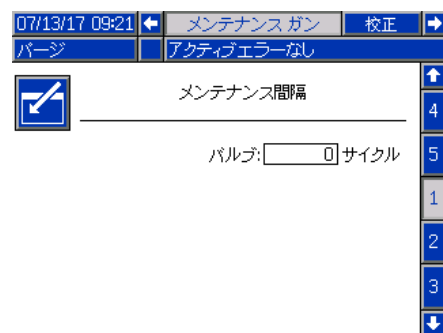 07/13/17 09:21 メンテナンス ガン 校正
パージ アクティブエラーなし
メンテナンス間隔
4
バルブ: 0 サイクル 5
1
2
3